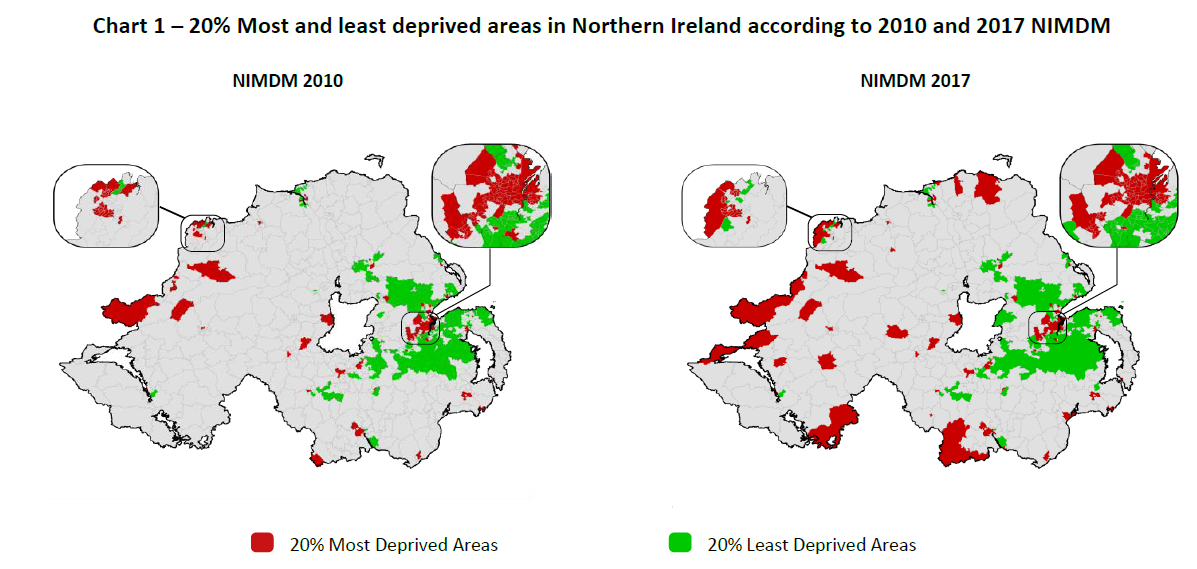 Chart 1 – 20% Most and least deprived areas in Northern Ireland according to 2010 and 2017 NIMDM
NIMDM 2010
NIMDM 2017
20% Most Deprived Areas
20% Least Deprived Areas